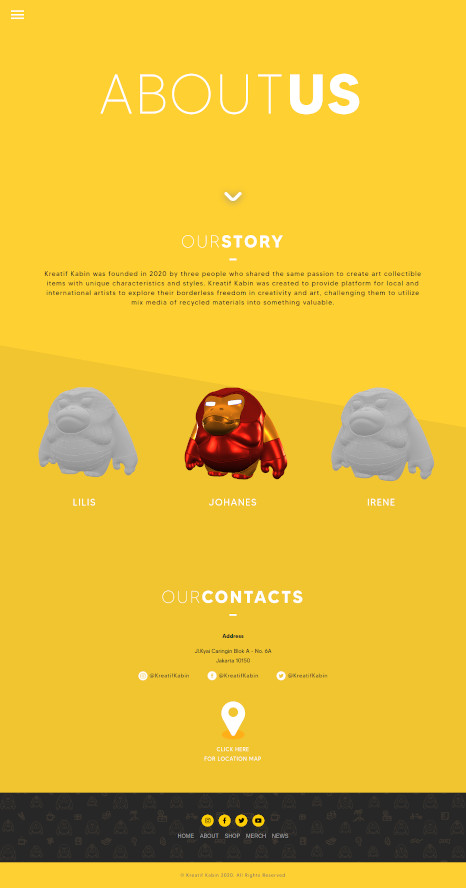 ABOUTUS
OURSTORY
Kreatif Kabin was founded in 2020 by three people who shared the same passion to create art collectible
items with unique characteristics and styles. Kreatif Kabin was created to provide platform for local and
international artists to explore their borderless freedom in creativity and art, challenging them to utilize
mix media of recycled materials into something valuable.
LILIS JOHANES IRENE
OURCONTACTS
Address
Jl.Kyai Caringin Blok A - No. 6A
Jakarta 10150
@KreatifKabin @KreatifKabin @KreatifKabin
CLICK HERE
FOR LOCATION MAP
HOME ABOUT SHOP MERCH NEWS
© Kreatif Kabin 2020. All Rights Reserved